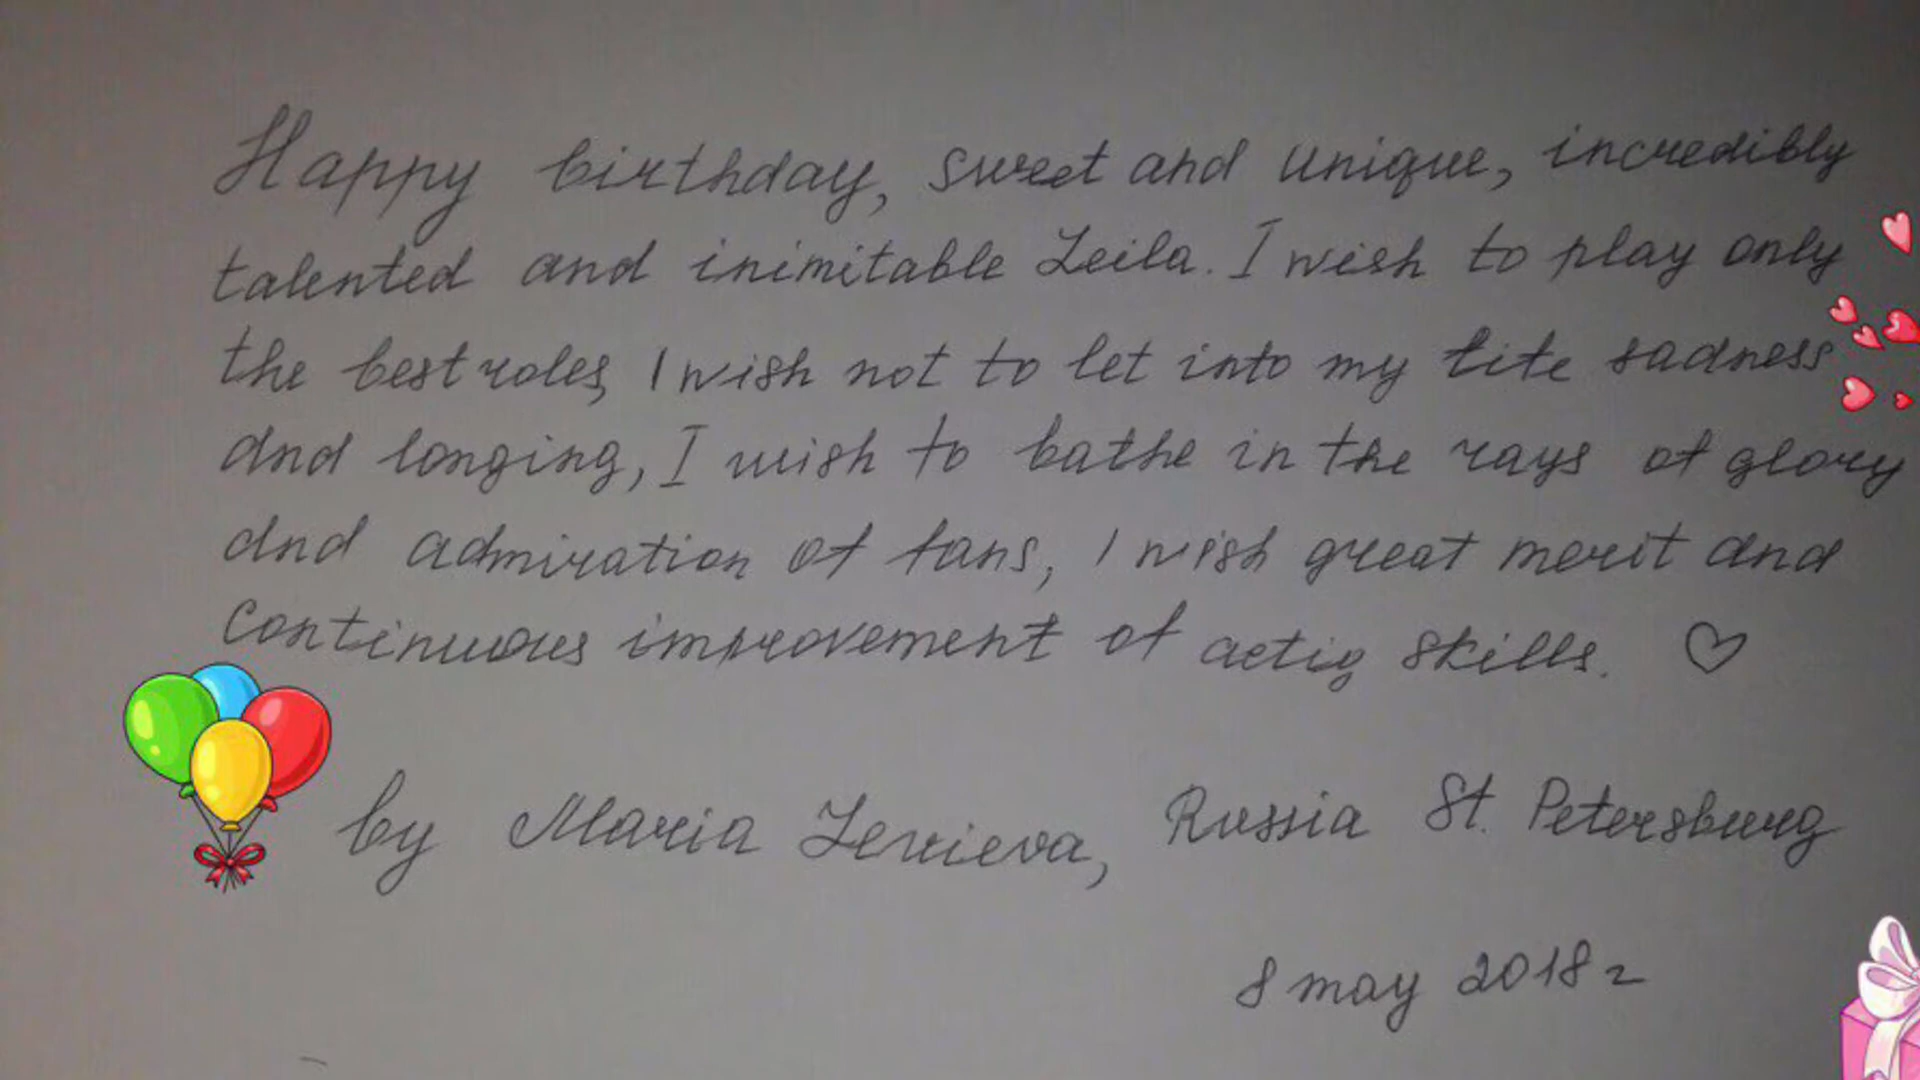 Happy birthday, sweet and unique, incredibly
talented and inimitable Leila. I wish to play only
the best roles, I wish not to let into my life sadness
and longing, I wish to bathe in the rays of glory
and admiration of fans, I wish great merit and
continuous improvement of actig skills. ♡
by Maria, Russia St. Petersburg
8 may 2018 г